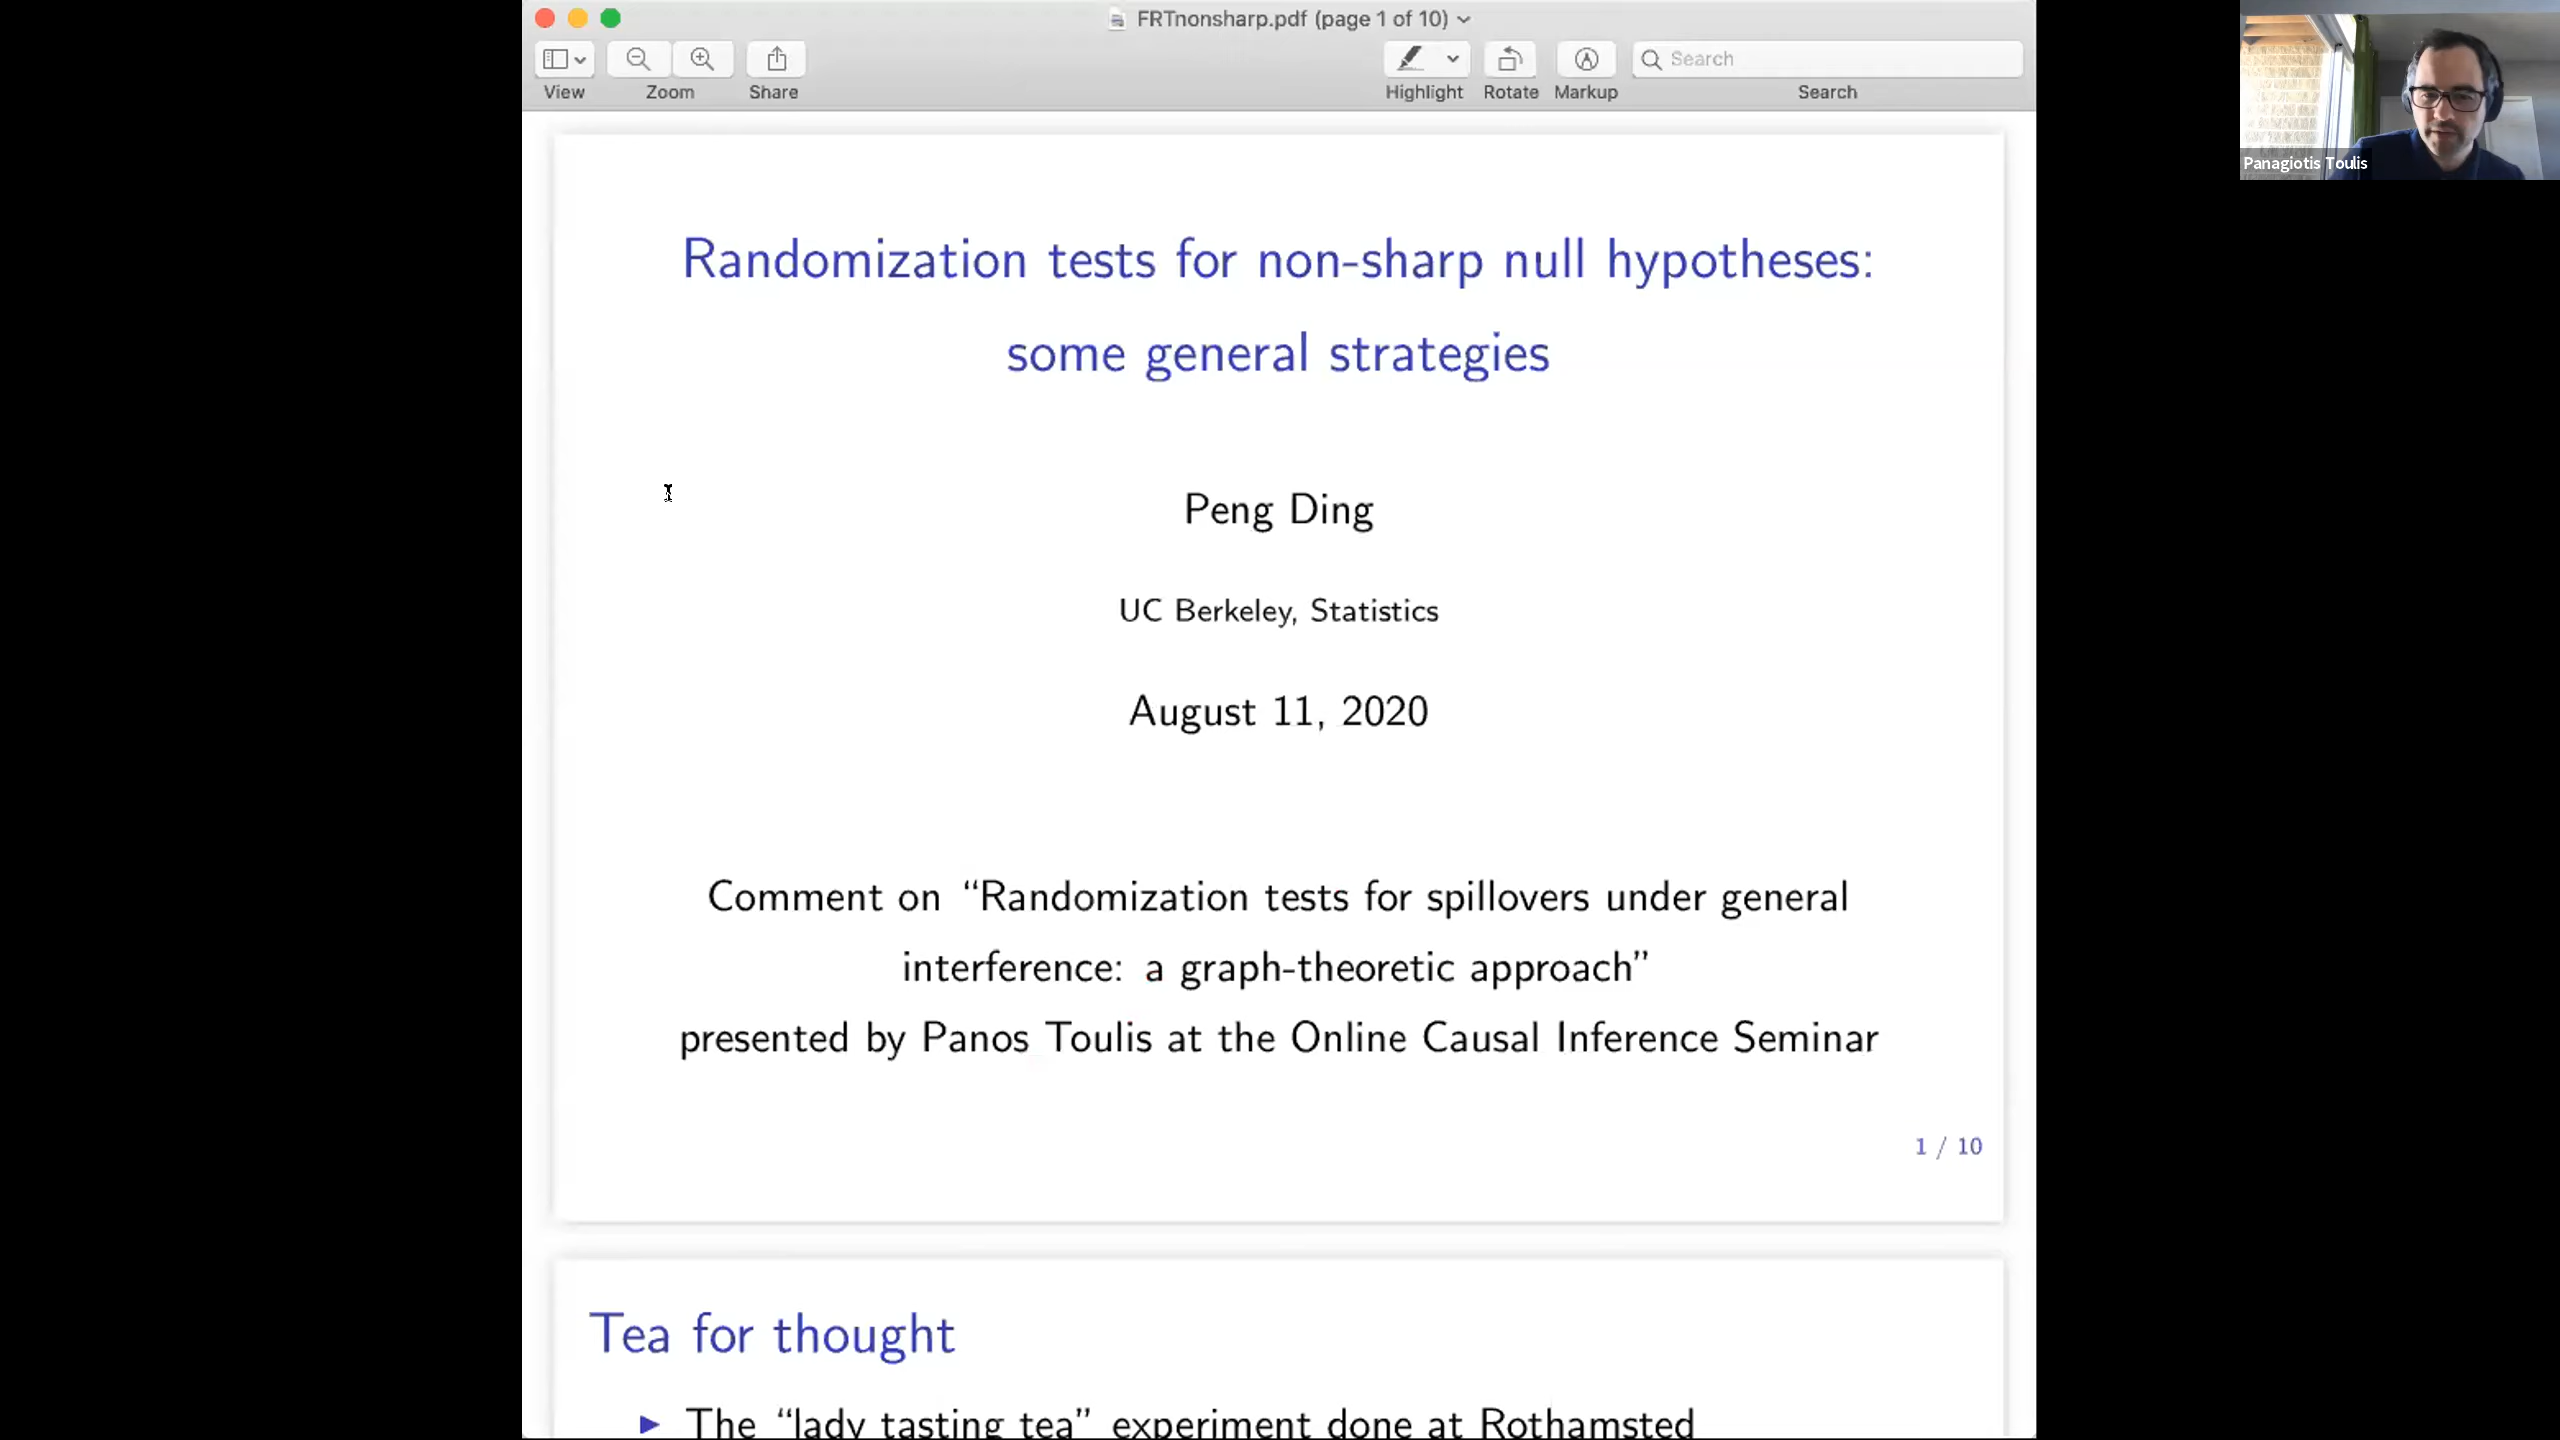 FRTnonsharp.pdf (page 1 of 10)
View
Zoom
Share
Highlight
Rotate
Markup
Search
Search
Panagiotis Toulis
Randomization tests for non-sharp null hypotheses:
some general strategies
Peng Ding
UC Berkeley, Statistics
August 11, 2020
Comment on “Randomization tests for spillovers under general
interference: a graph-theoretic approach”
presented by Panos Toulis at the Online Causal Inference Seminar
1 / 10
Tea for thought
▶ The “lady tasting tea” experiment done at Rothamsted